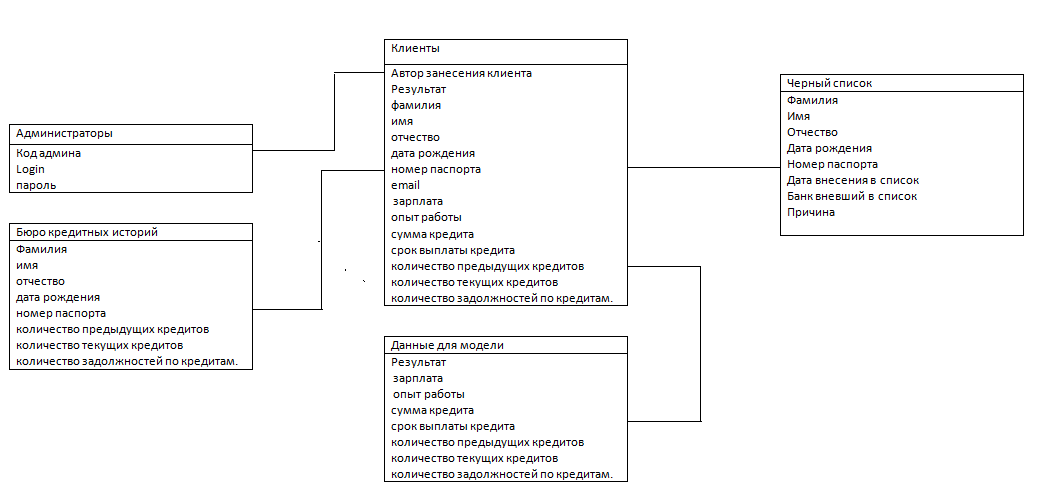 Клиенты
Автор занесения клиента
Результат
фамилия
имя
отчество
дата рождения
номер паспорта
email
зарплата
опыт работы
сумма кредита
срок выплаты кредита
количество предыдущих кредитов
количество текущих кредитов
количество задолжностей по кредитам.
Черный список
Фамилия
Имя
Отчество
Дата рождения
Номер паспорта
Дата внесения в список
Банк вневший в список
Причина
Администраторы
Код админа
Login
пароль
Бюро кредитных историй
Фамилия
имя
отчество
дата рождения
номер паспорта
количество предыдущих кредитов
количество текущих кредитов
количество задолжностей по кредитам.
Данные для модели
Результат
зарплата
опыт работы
сумма кредита
срок выплаты кредита
количество предыдущих кредитов
количество текущих кредитов
количество задолжностей по кредитам.